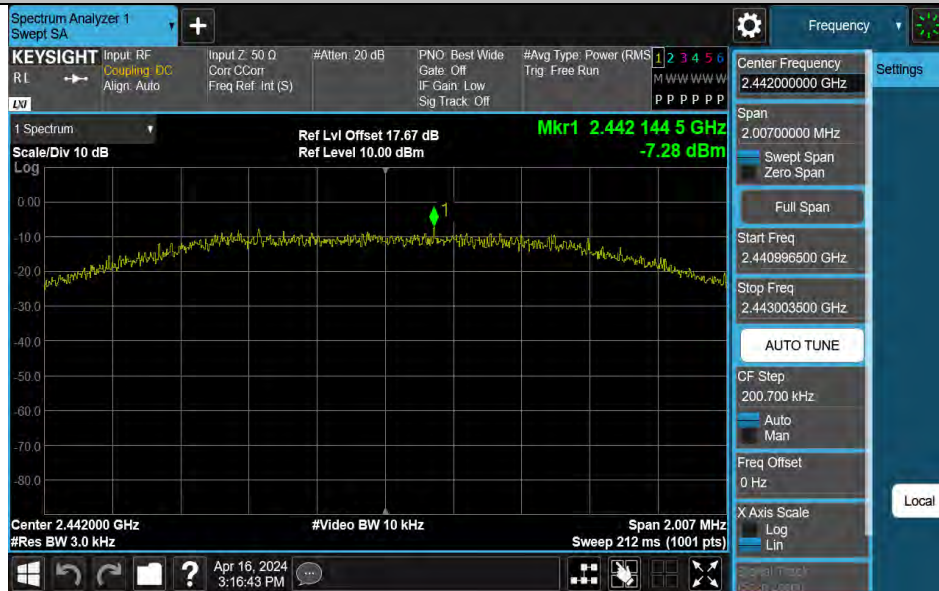 Spectrum Analyzer 1
Swept SA
+
Frequency
KEYSIGHT
RL
LXI
Input: RF
Coupling: DC
Align: Auto
Input Z: 50 Ω
Corr CCorr
Freq Ref: Int (S)
#Atten: 20 dB
PNO: Best Wide
Gate: Off
IF Gain: Low
Sig Track: Off
#Avg Type: Power (RMS
Trig: Free Run
1 2 3 4 5 6
M W W W W W
P P P P P P
Center Frequency
2.442000000 GHz
Settings
1 Spectrum
Scale/Div 10 dB
Log
Ref Lvl Offset 17.67 dB
Ref Level 10.00 dBm
Mkr1 2.442 144 5 GHz
-7.28 dBm
Span
2.00700000 MHz
Swept Span
Zero Span
Full Span
Start Freq
2.440996500 GHz
Stop Freq
2.443003500 GHz
AUTO TUNE
CF Step
200.700 kHz
Auto
Man
Freq Offset
0 Hz
X Axis Scale
Log
Lin
Local
1
0.00
-10.0
-20.0
-30.0
-40.0
-50.0
-60.0
-70.0
-80.0
Center 2.442000 GHz
#Res BW 3.0 kHz
#Video BW 10 kHz
Span 2.007 MHz
Sweep 212 ms (1001 pts)
?
Apr 16, 2024
3:16:43 PM
Signal Track